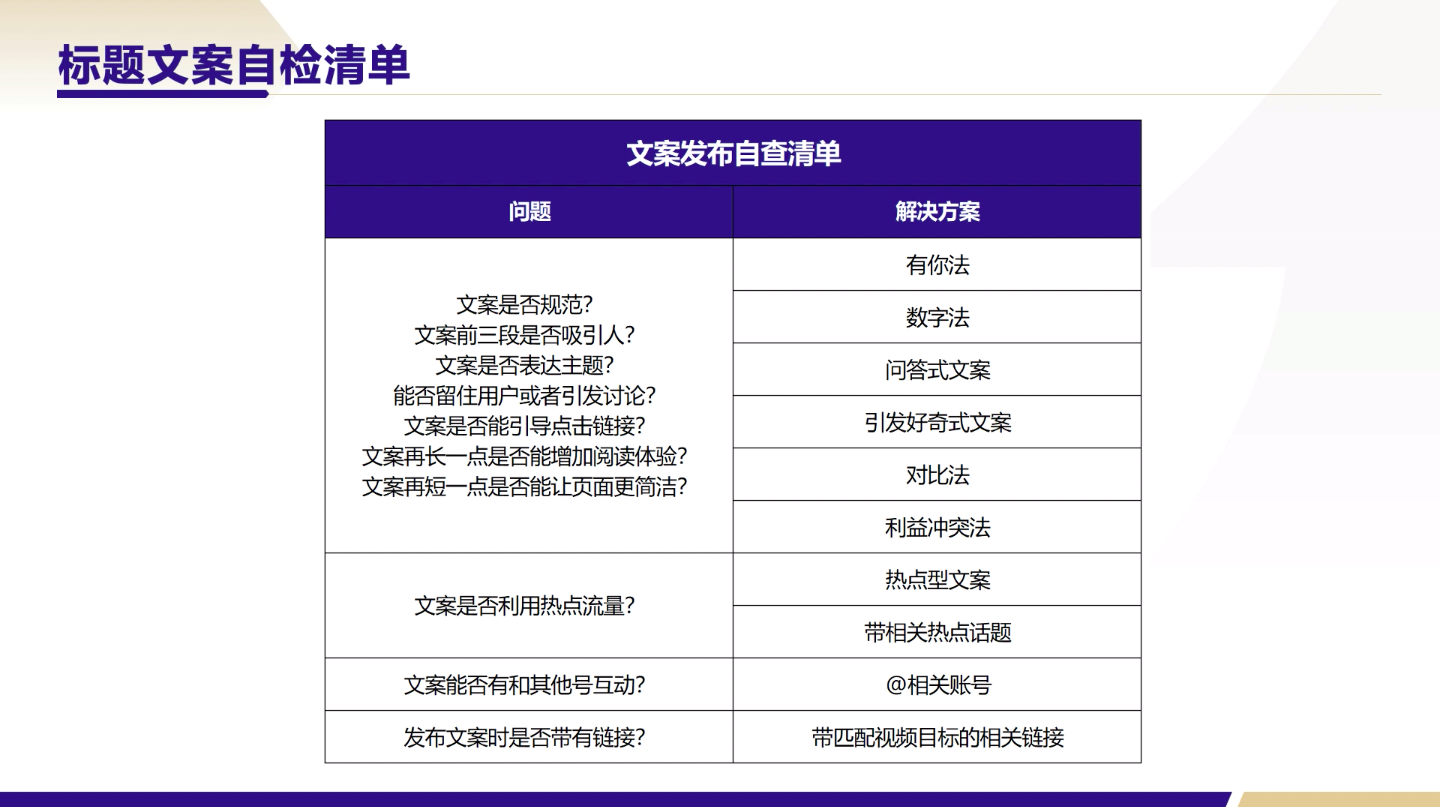 标题文案自检清单
文案发布自查清单
问题
解决方案
文案是否规范?
文案前三段是否吸引人?
文案是否表达主题?
能否留住用户或者引发讨论?
文案是否能引导点击链接?
文案再长一点是否能增加阅读体验?
文案再短一点是否能让页面更简洁?
有你法
数字法
问答式文案
引发好奇式文案
对比法
利益冲突法
文案是否利用热点流量?
热点型文案
带相关热点话题
文案能否有和其他号互动?
@相关账号
发布文案时是否带有链接?
带匹配视频目标的相关链接